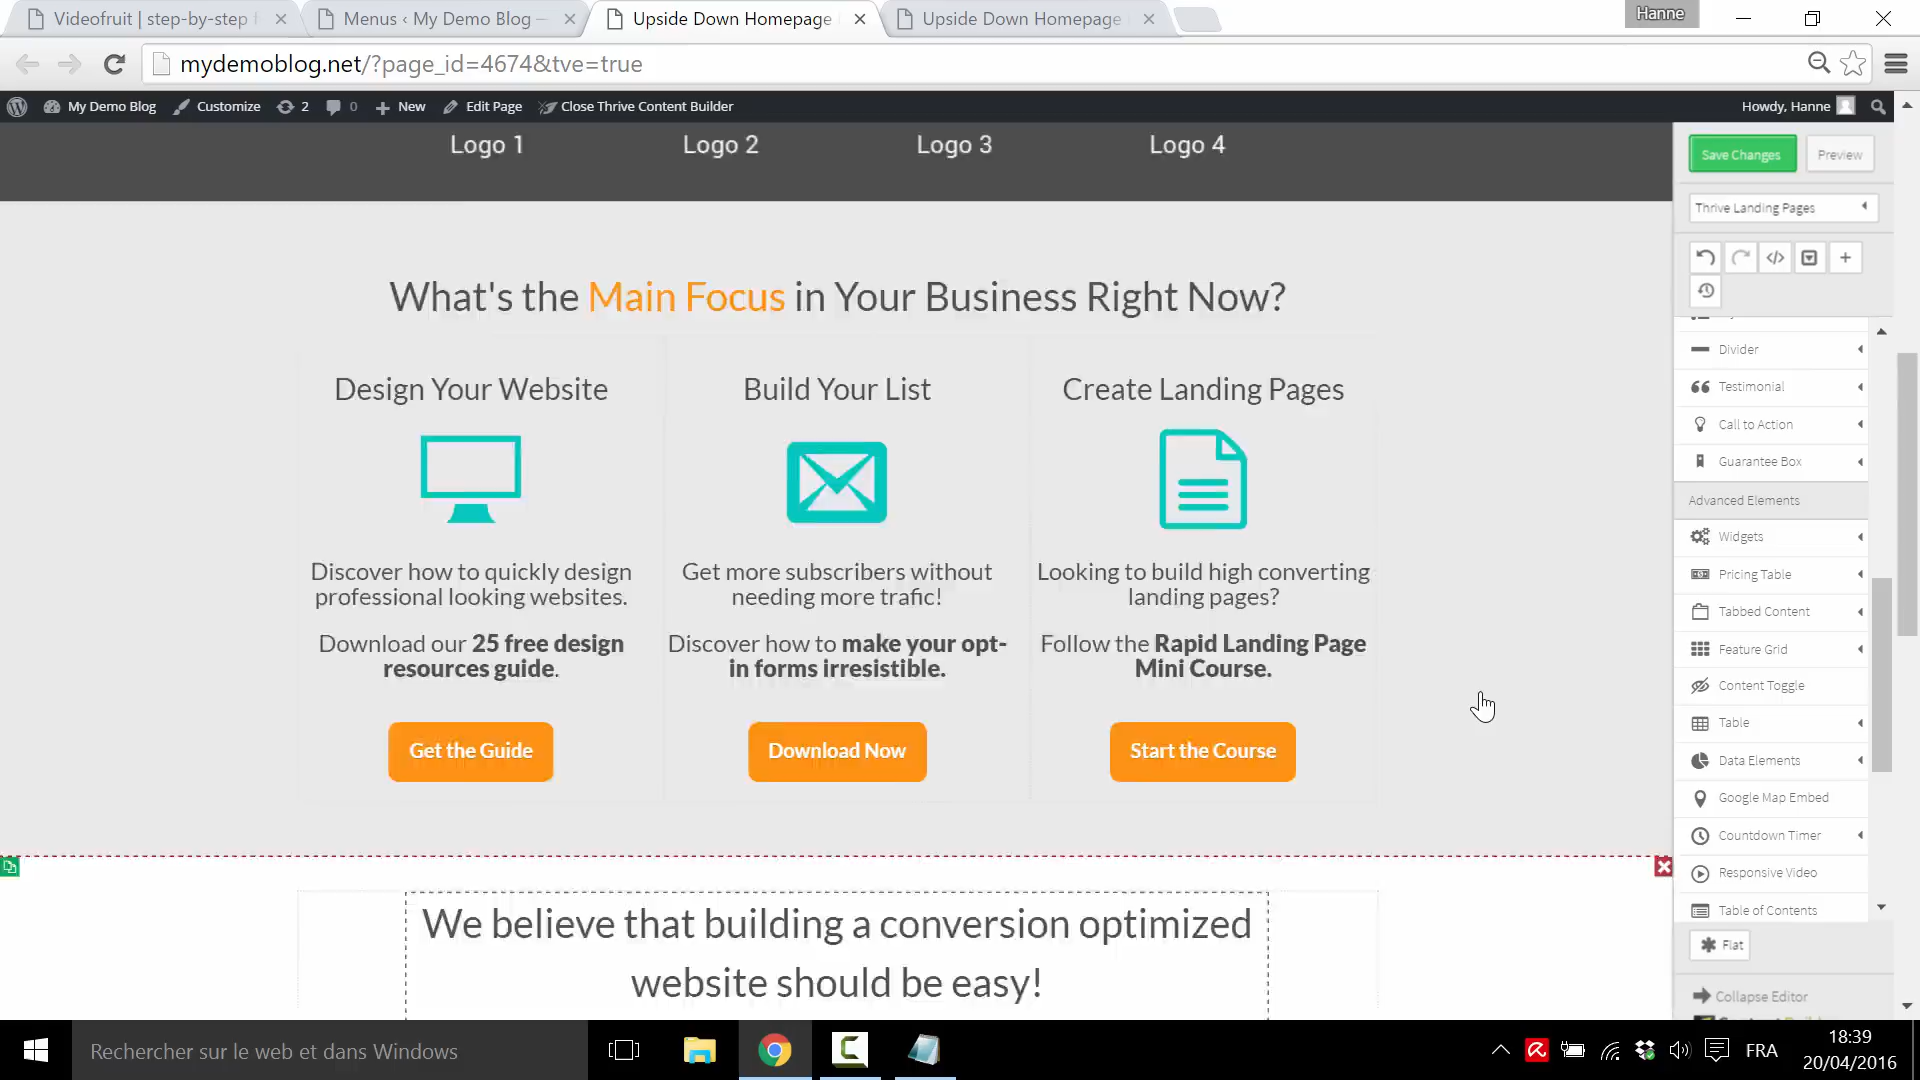 Videofruit | step-by-step
Menus ‹ My Demo Blog —
Upside Down Homepage
Upside Down Homepage
Hanne
mydemoblog.net/?page_id=4674&tve=true
My Demo Blog
Customize
2
0
New
Edit Page
Close Thrive Content Builder
Howdy, Hanne
Logo 1
Logo 2
Logo 3
Logo 4
What's the Main Focus in Your Business Right Now?
Design Your Website
Discover how to quickly design
professional looking websites.
Download our 25 free design
resources guide.
Get the Guide
Build Your List
Get more subscribers without
needing more trafic!
Discover how to make your opt-
in forms irresistible.
Download Now
Create Landing Pages
Looking to build high converting
landing pages?
Follow the Rapid Landing Page
Mini Course.
Start the Course
We believe that building a conversion optimized
website should be easy!
Save Changes
Preview
Thrive Landing Pages
Divider
Testimonial
Call to Action
Guarantee Box
Advanced Elements
Widgets
Pricing Table
Tabbed Content
Feature Grid
Content Toggle
Table
Data Elements
Google Map Embed
Countdown Timer
Responsive Video
Table of Contents
Flat
Collapse Editor
Rechercher sur le web et dans Windows
FRA
18:39
20/04/2016